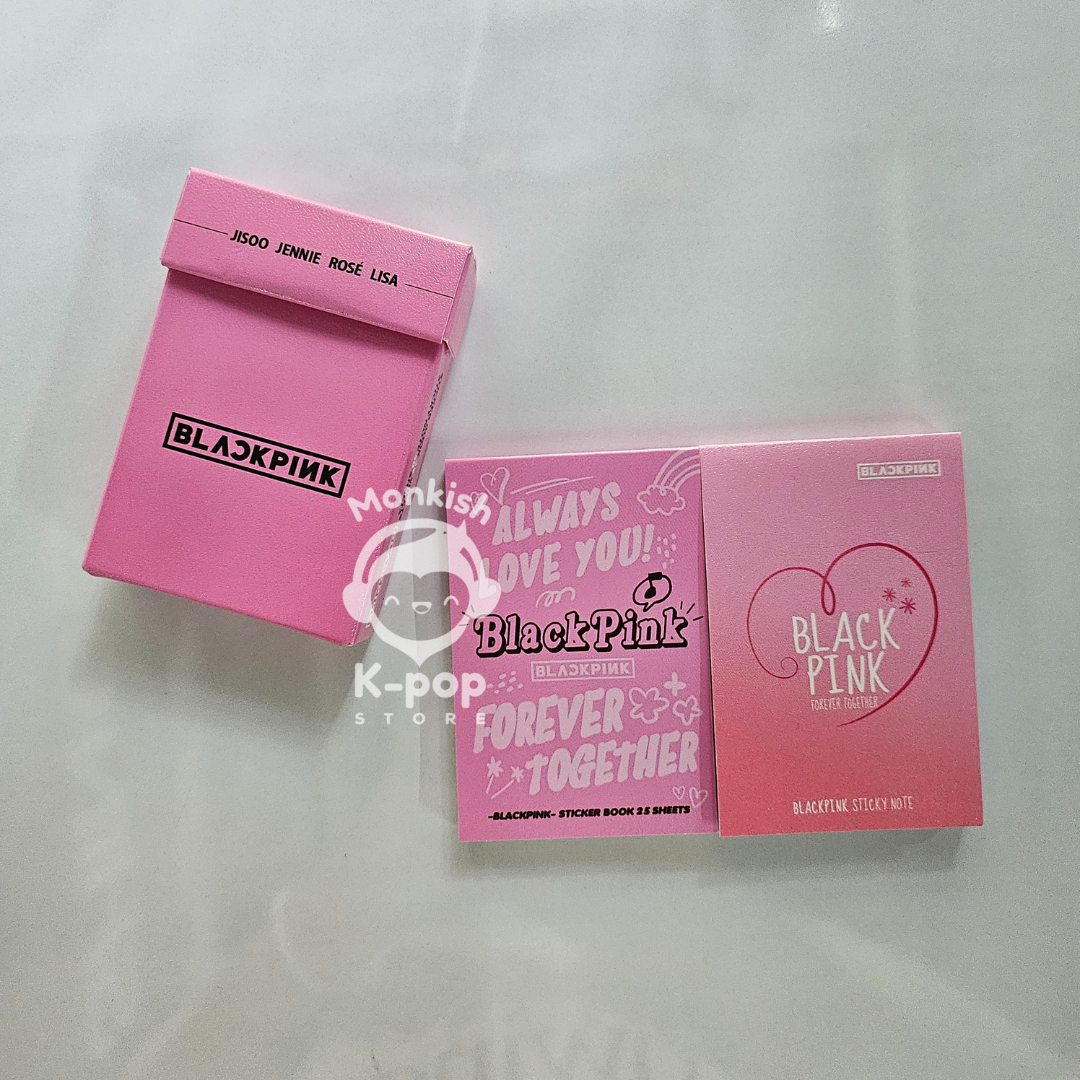 JISOO JENNIE ROSÉ LISA
BLACKPINK
Monkish
K-pop
STORE
ALWAYS
LOVE YOU!
BlackPink
BLACKPINK
FOREVER
TOGETHER
-BLACKPINK- STICKER BOOK 25 SHEETS
BLACKPINK
BLACK
PINK
FOREVER TOGETHER
BLACKPINK STICKY NOTE